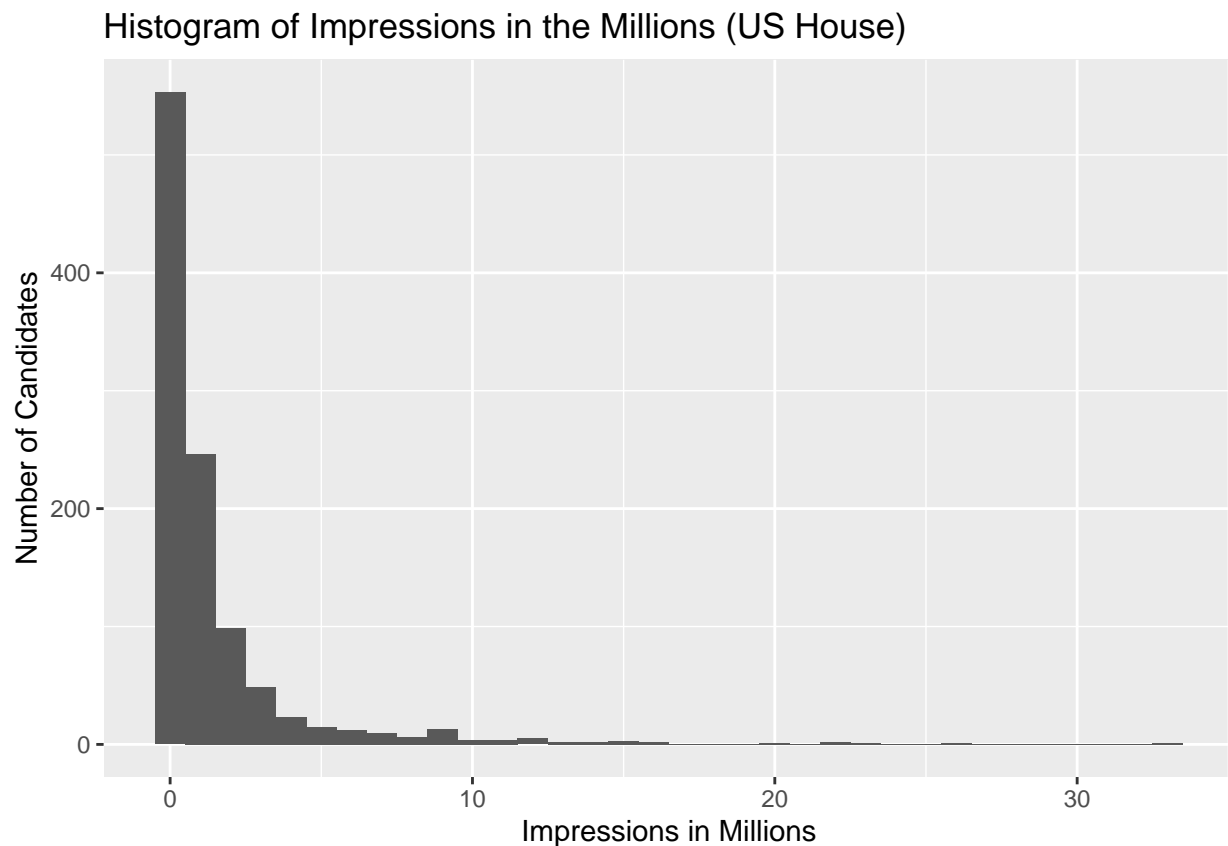 Histogram of Impressions in the Millions (US House)
Number of Candidates
400
200
0
0 10 20 30
Impressions in Millions